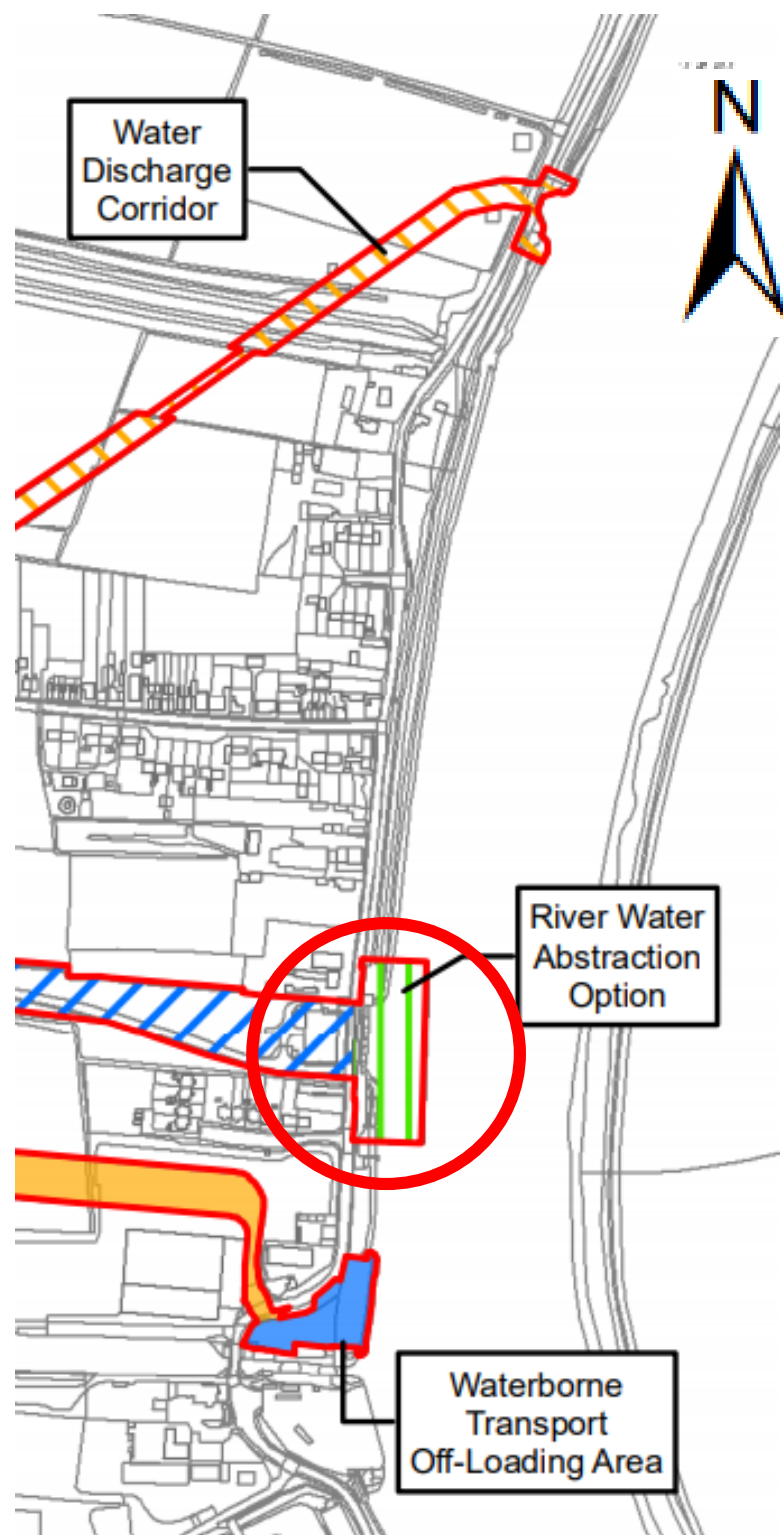 N
Water
Discharge
Corridor
River Water
Abstraction
Option
Waterborne
Transport
Off-Loading Area